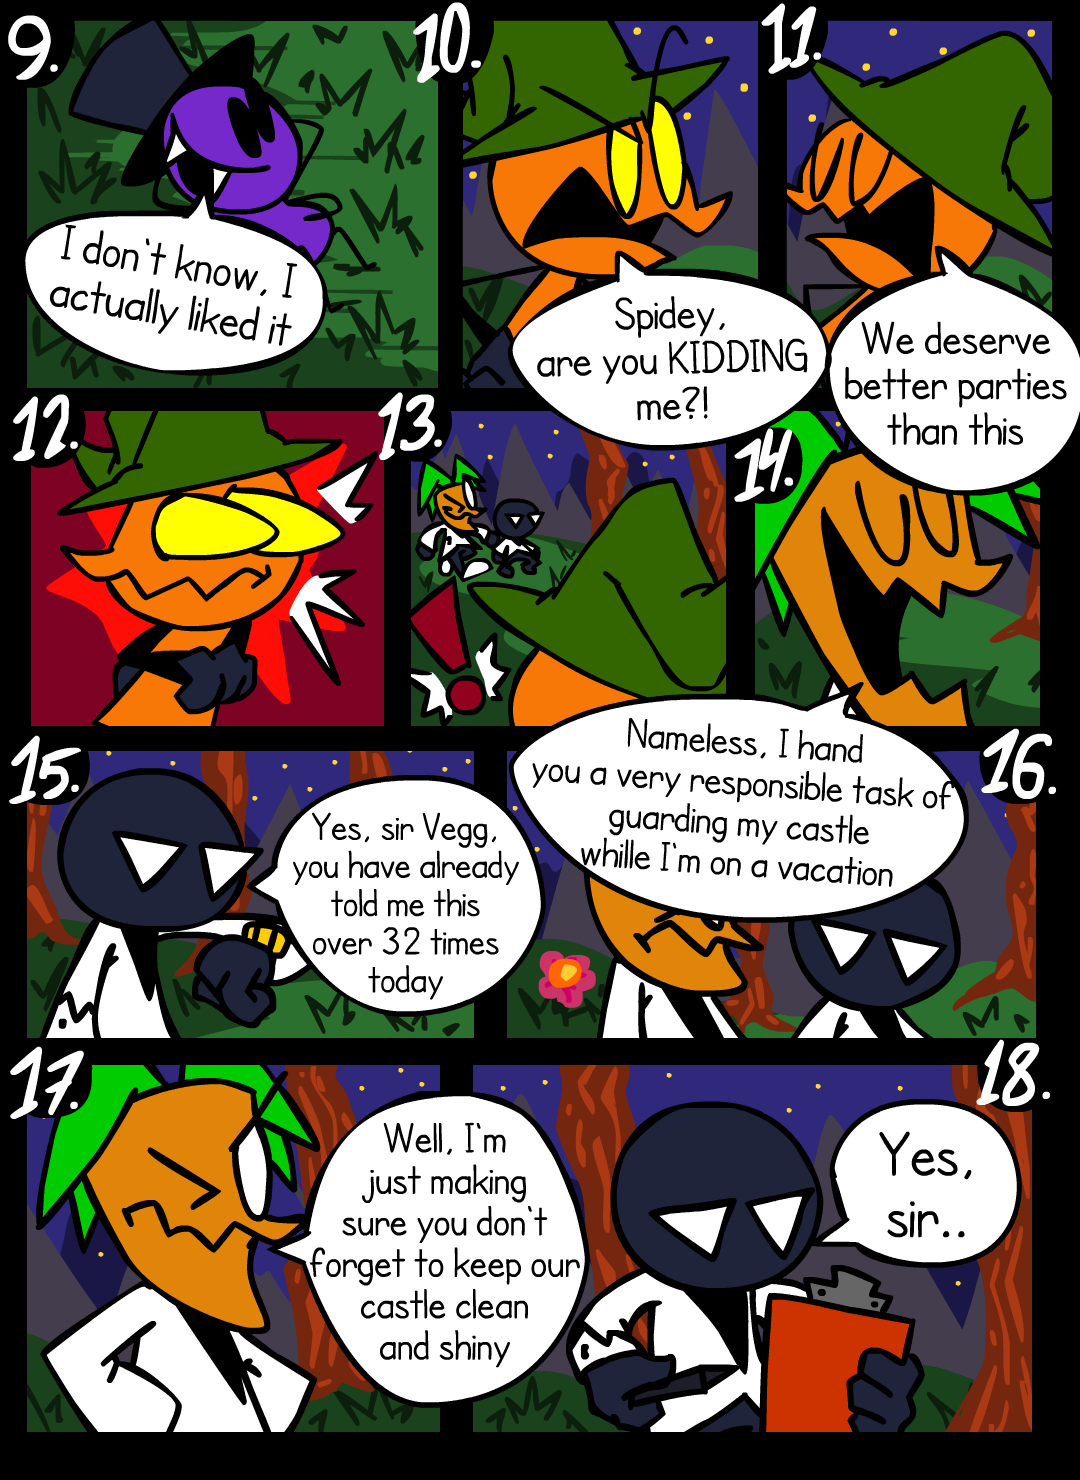 9.
I don't know, I
actually liked it
10.
Spidey,
are you KIDDING
me?!
11.
We deserve
better parties
than this
12.
13.
14.
Nameless, I hand
you a very responsible task of
guarding my castle
whille I'm on a vacation
15.
Yes, sir Vegg,
you have already
told me this
over 32 times
today
16.
17.
Well, I'm
just making
sure you don't
forget to keep our
castle clean
and shiny
18.
Yes,
sir..